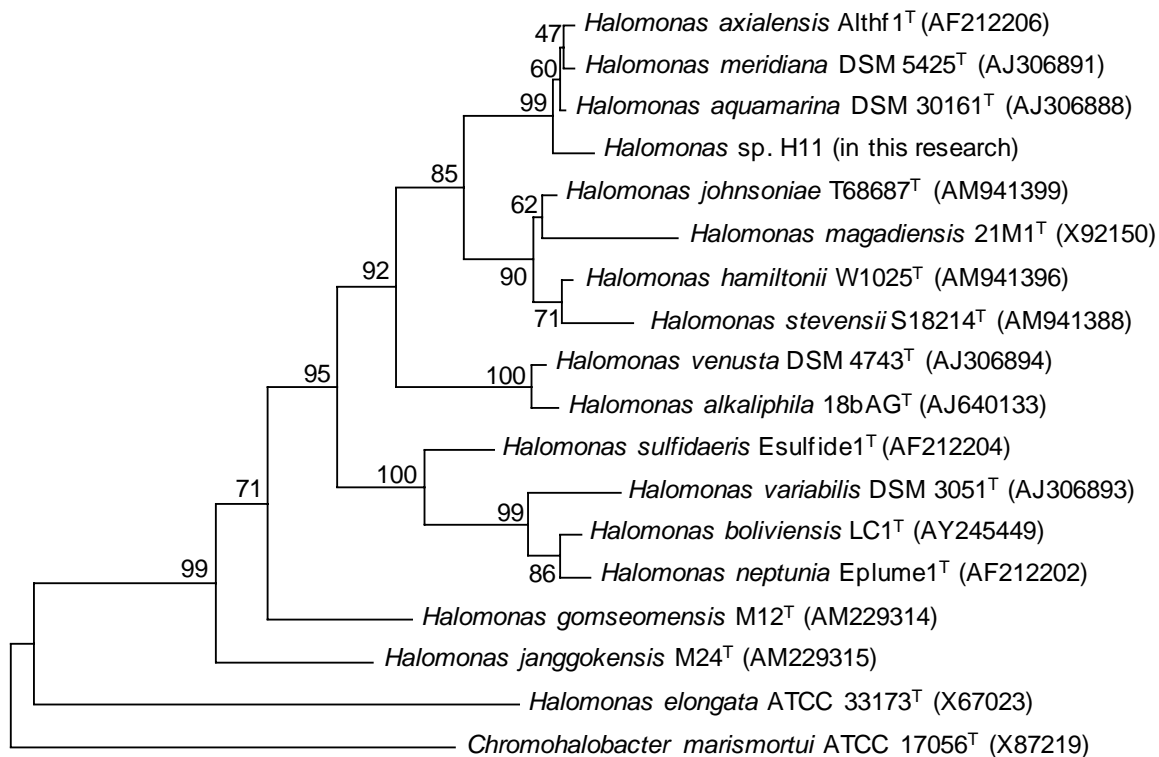 Halomonas axialensis Althf1ᵀ (AF212206)
47
Halomonas meridiana DSM 5425ᵀ (AJ306891)
60
Halomonas aquamarina DSM 30161ᵀ (AJ306888)
99
Halomonas sp. H11 (in this research)
85
Halomonas johnsoniae T68687ᵀ (AM941399)
62
Halomonas magadiensis 21M1ᵀ (X92150)
92
90
Halomonas hamiltonii W1025ᵀ (AM941396)
71
Halomonas stevensii S18214ᵀ (AM941388)
Halomonas venusta DSM 4743ᵀ (AJ306894)
95
100
Halomonas alkaliphila 18bAGᵀ (AJ640133)
Halomonas sulfidaeris Esulfide1ᵀ (AF212204)
100
71
Halomonas variabilis DSM 3051ᵀ (AJ306893)
99
Halomonas boliviensis LC1ᵀ (AY245449)
99
86
Halomonas neptunia Eplume1ᵀ (AF212202)
Halomonas gomseomensis M12ᵀ (AM229314)
Halomonas janggokensis M24ᵀ (AM229315)
Halomonas elongata ATCC 33173ᵀ (X67023)
Chromohalobacter marismortui ATCC 17056ᵀ (X87219)